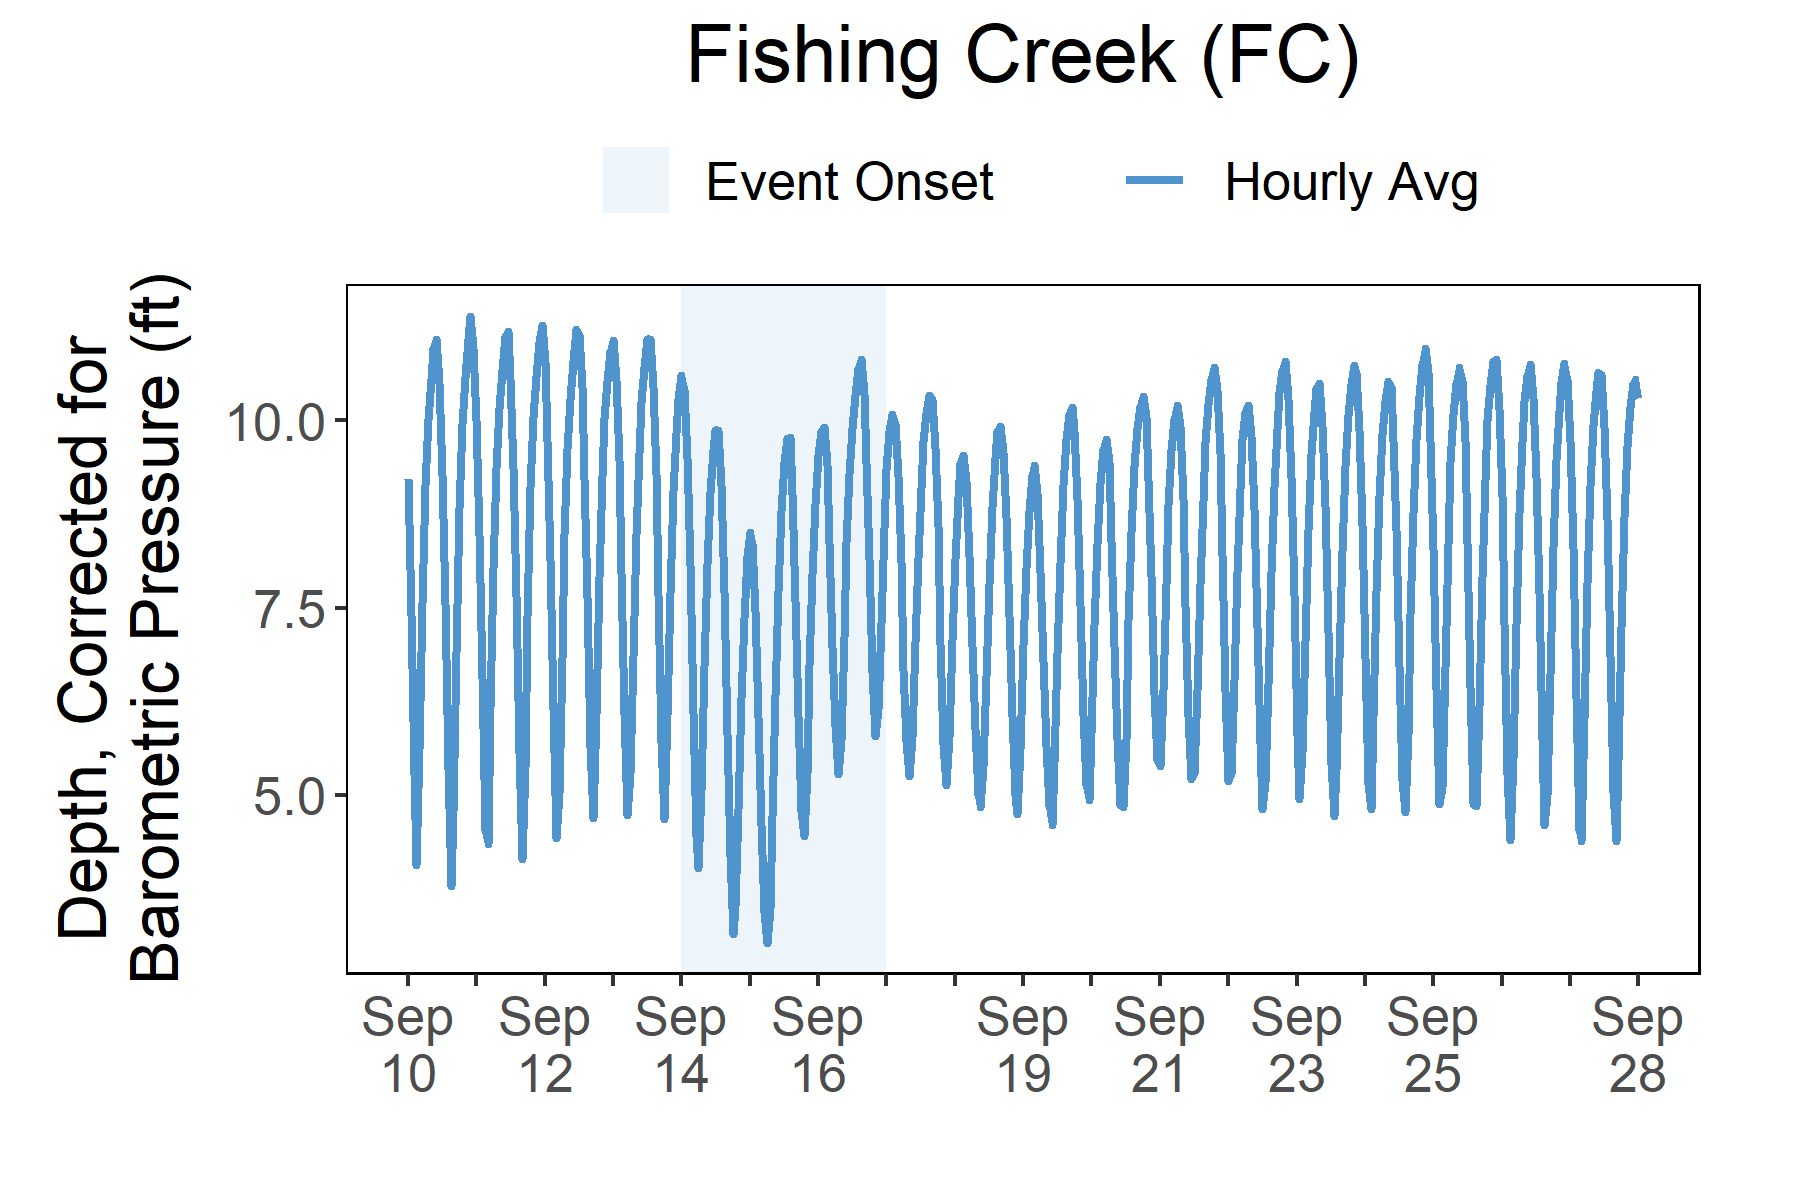 Fishing Creek (FC)
Event Onset Hourly Avg
Depth, Corrected for
Barometric Pressure (ft)
10.0
7.5
5.0
Sep Sep Sep Sep Sep Sep Sep Sep Sep
10 12 14 16 19 21 23 25 28